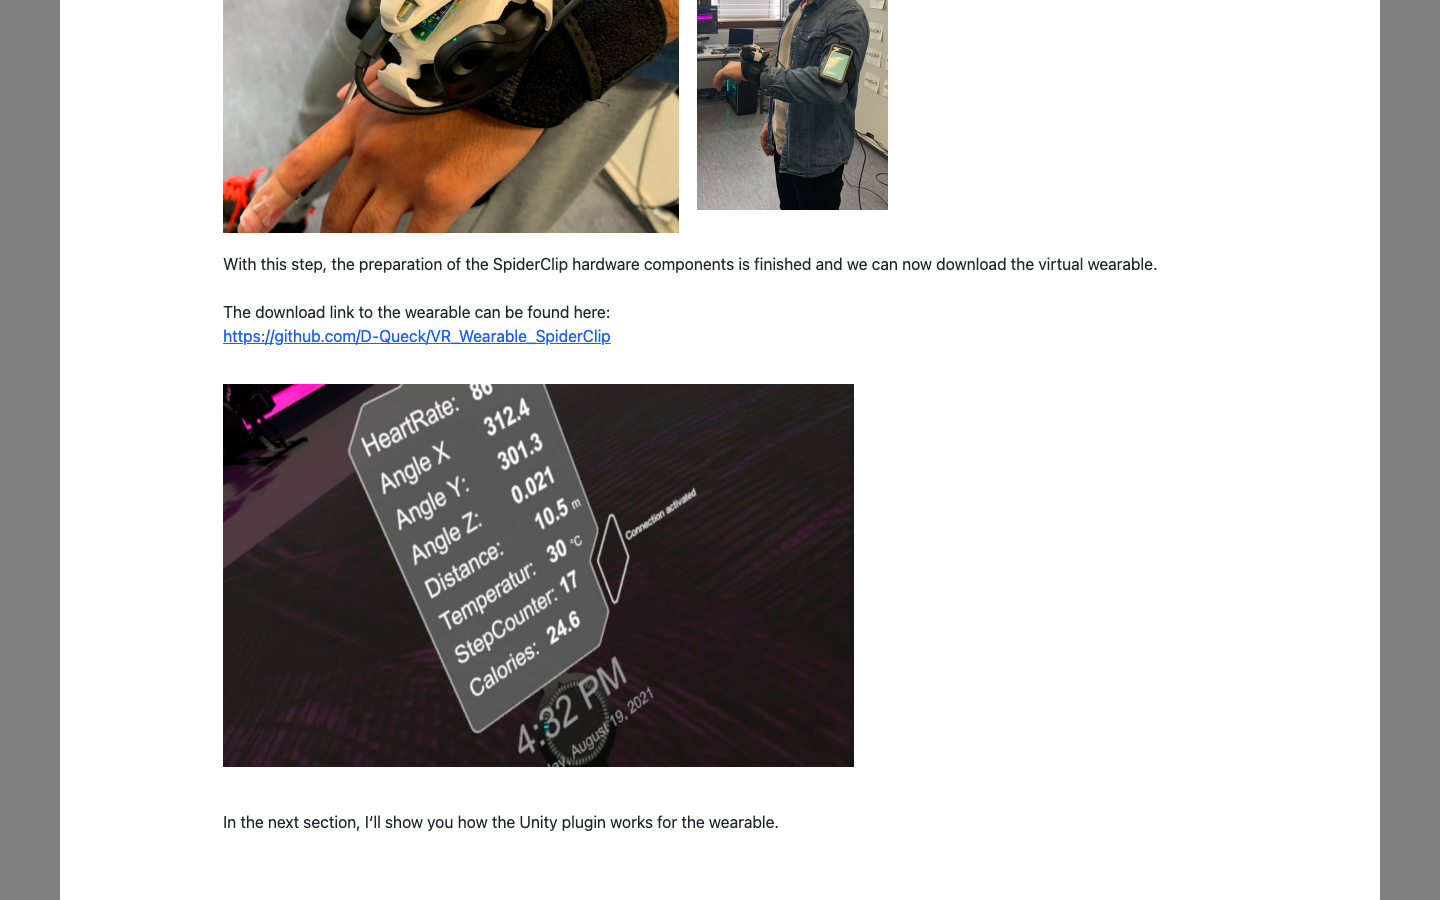 With this step, the preparation of the SpiderClip hardware components is finished and we can now download the virtual wearable.
The download link to the wearable can be found here:
https://github.com/D-Queck/VR_Wearable_SpiderClip
HeartRate: 86
Angle X 312.4
Angle Y: 301.3
Angle Z: 0.021
Distance: 10.5 m
Temperatur: 30 °C
StepCounter: 17
Calories: 24.6
Connection activated
4:32 PM
August 19, 2021
In the next section, I‘ll show you how the Unity plugin works for the wearable.